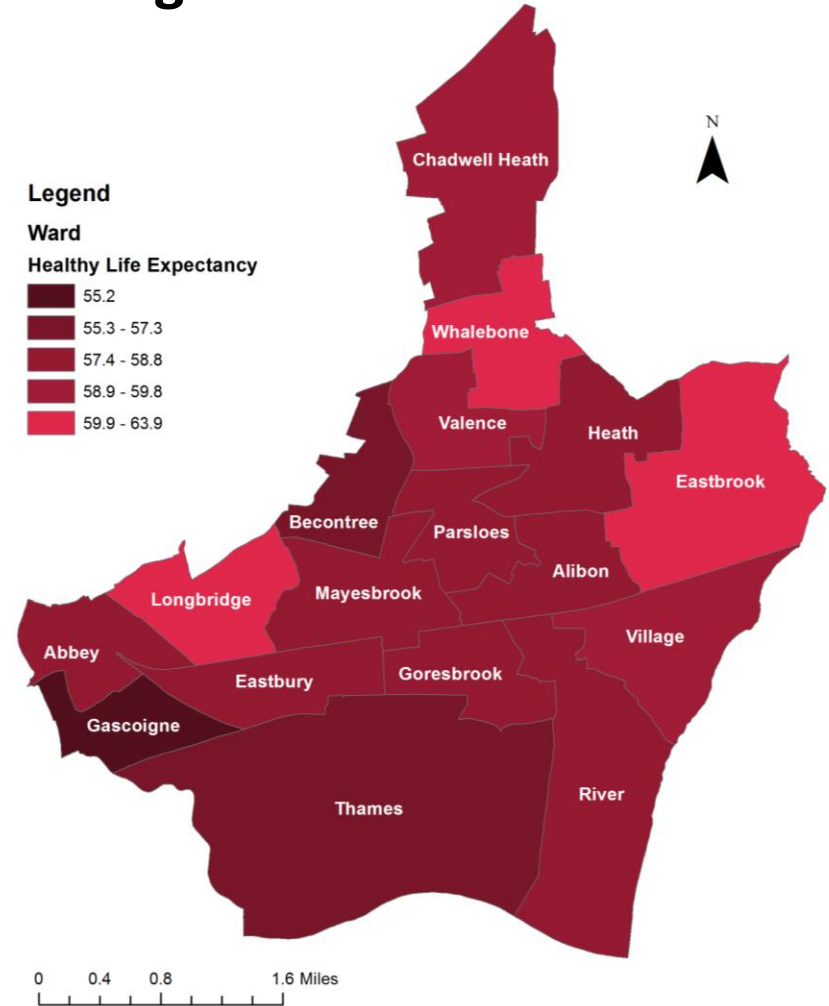 N
Chadwell Heath
Legend
Ward
Healthy Life Expectancy
55.2
55.3 - 57.3
57.4 - 58.8
58.9 - 59.8
59.9 - 63.9
Whalebone
Valence
Heath
Eastbrook
Becontree
Parsloes
Alibon
Longbridge
Mayesbrook
Village
Abbey
Eastbury
Goresbrook
Gascoigne
River
Thames
0 0.4 0.8 1.6 Miles